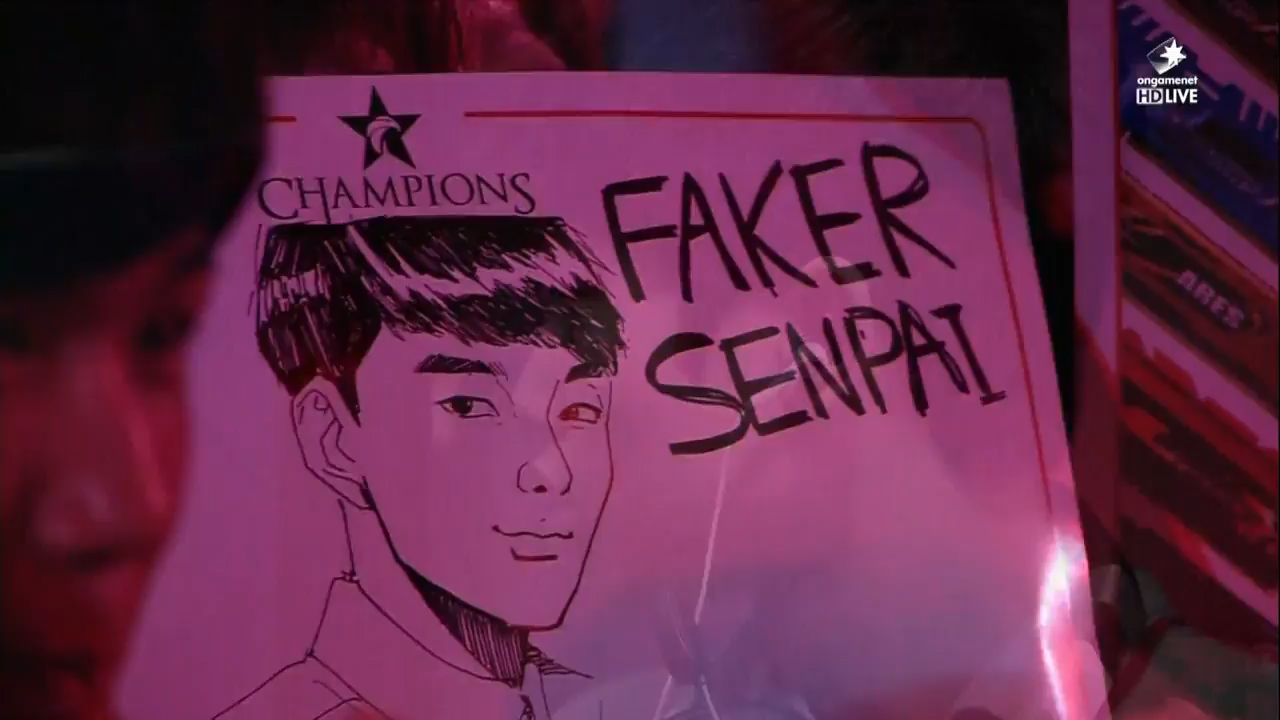 CHAMPIONS
FAKER
SENPAI
ongamenet
HD LIVE
ARES